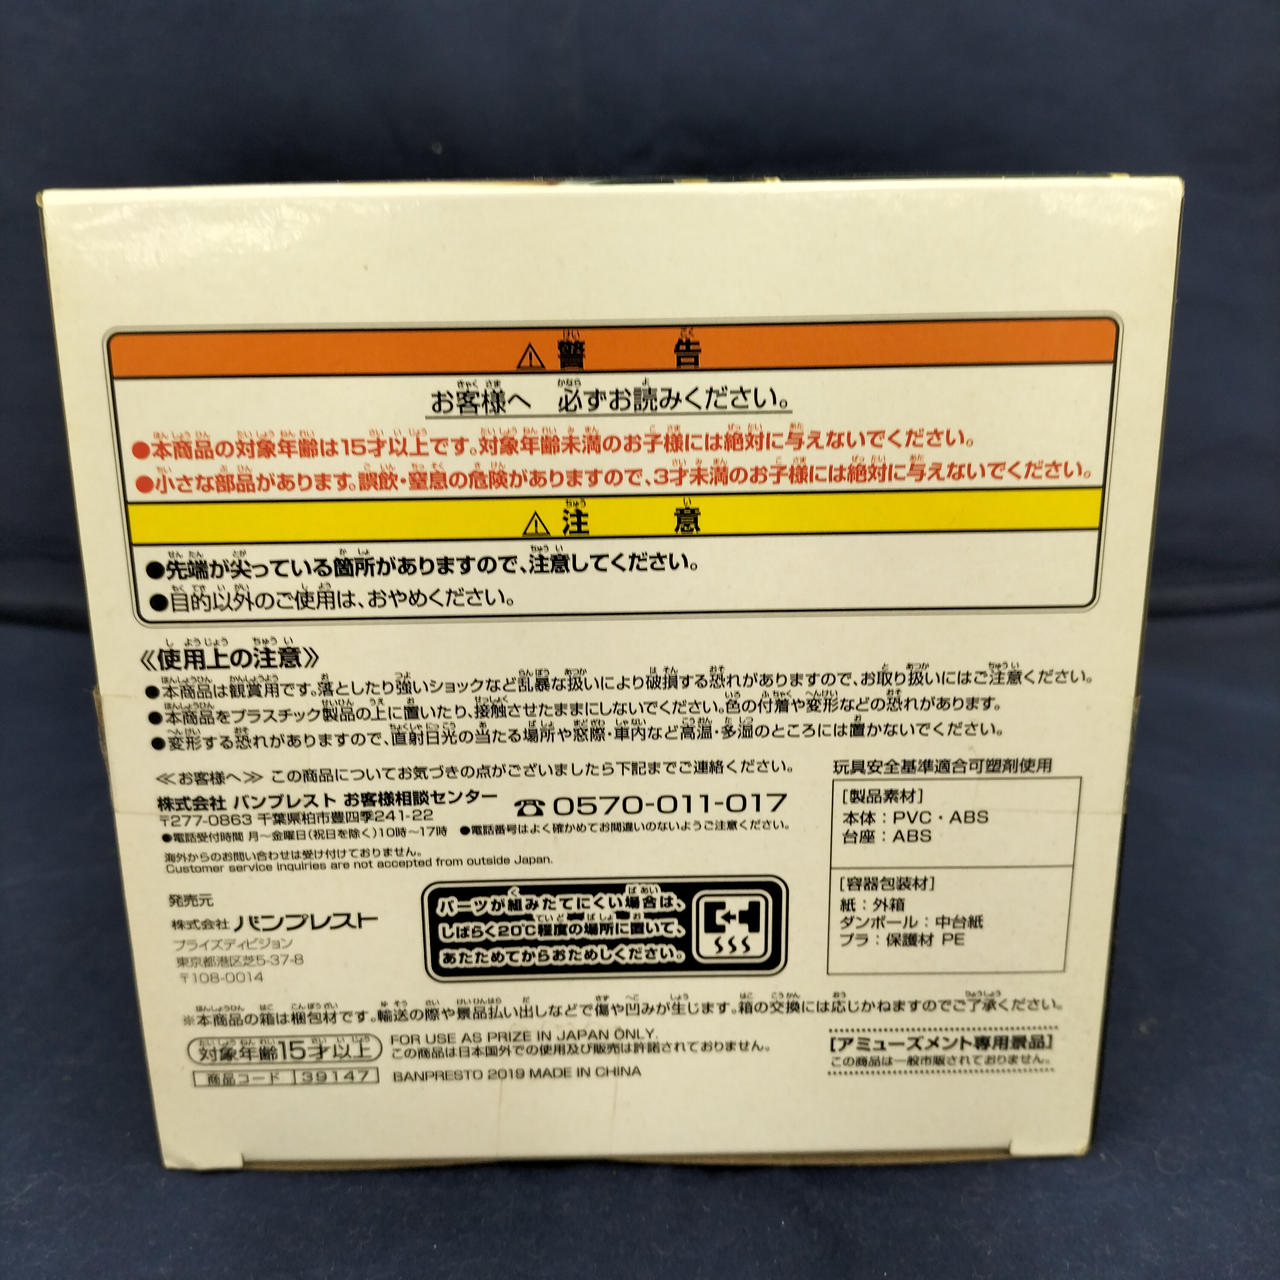 ⚠警告
お客様へ 必ずお読みください。
●本商品の対象年齢は15才以上です。対象年齢未満のお子様には絶対に与えないでください。
●小さな部品があります。誤飲・窒息の危険がありますので、3才未満のお子様には絶対に与えないでください。
⚠注意
●先端が尖っている箇所がありますので、注意してください。
●目的以外のご使用は、おやめください。
《使用上の注意》
●本商品は観賞用です。落としたり強いショックなど乱暴な扱いにより破損する恐れがありますので、お取り扱いにはご注意ください。
●本商品をプラスチック製品の上に置いたり、接触させたままにしないでください。色の付着や変形などの恐れがあります。
●変形する恐れがありますので、直射日光の当たる場所や窓際・車内など高温・多湿のところには置かないでください。
≪お客様へ≫ この商品についてお気づきの点がございましたら下記までご連絡ください。
株式会社 バンプレスト お客様相談センター ☎0570-011-017
〒277-0863 千葉県柏市豊四季241-22
●電話受付時間 月〜金曜日(祝日を除く)10時〜17時 ●電話番号はよく確かめてお間違いのないようご注意ください。
海外からのお問い合わせは受け付けておりません。
Customer service inquiries are not accepted from outside Japan.
玩具安全基準適合可塑剤使用
[製品素材]
本体：PVC・ABS
台座：ABS
[容器包装材]
紙：外箱
ダンボール：中台紙
プラ：保護材 PE
発売元
株式会社 バンプレスト
プライズディビジョン
東京都港区芝5-37-8
〒108-0014
パーツが組みたてにくい場合は、
しばらく20℃程度の場所に置いて、
あたためてからおためしください。
※本商品の箱は梱包材です。輸送の際や景品払い出しなどで傷や凹みが生じます。箱の交換には応じかねますのでご了承ください。
対象年齢15才以上
FOR USE AS PRIZE IN JAPAN ONLY.
この商品は日本国外での使用及び販売は許諾されておりません。
商品コード 39147
BANPRESTO 2019 MADE IN CHINA
[アミューズメント専用景品]
この商品は一般市販されておりません。